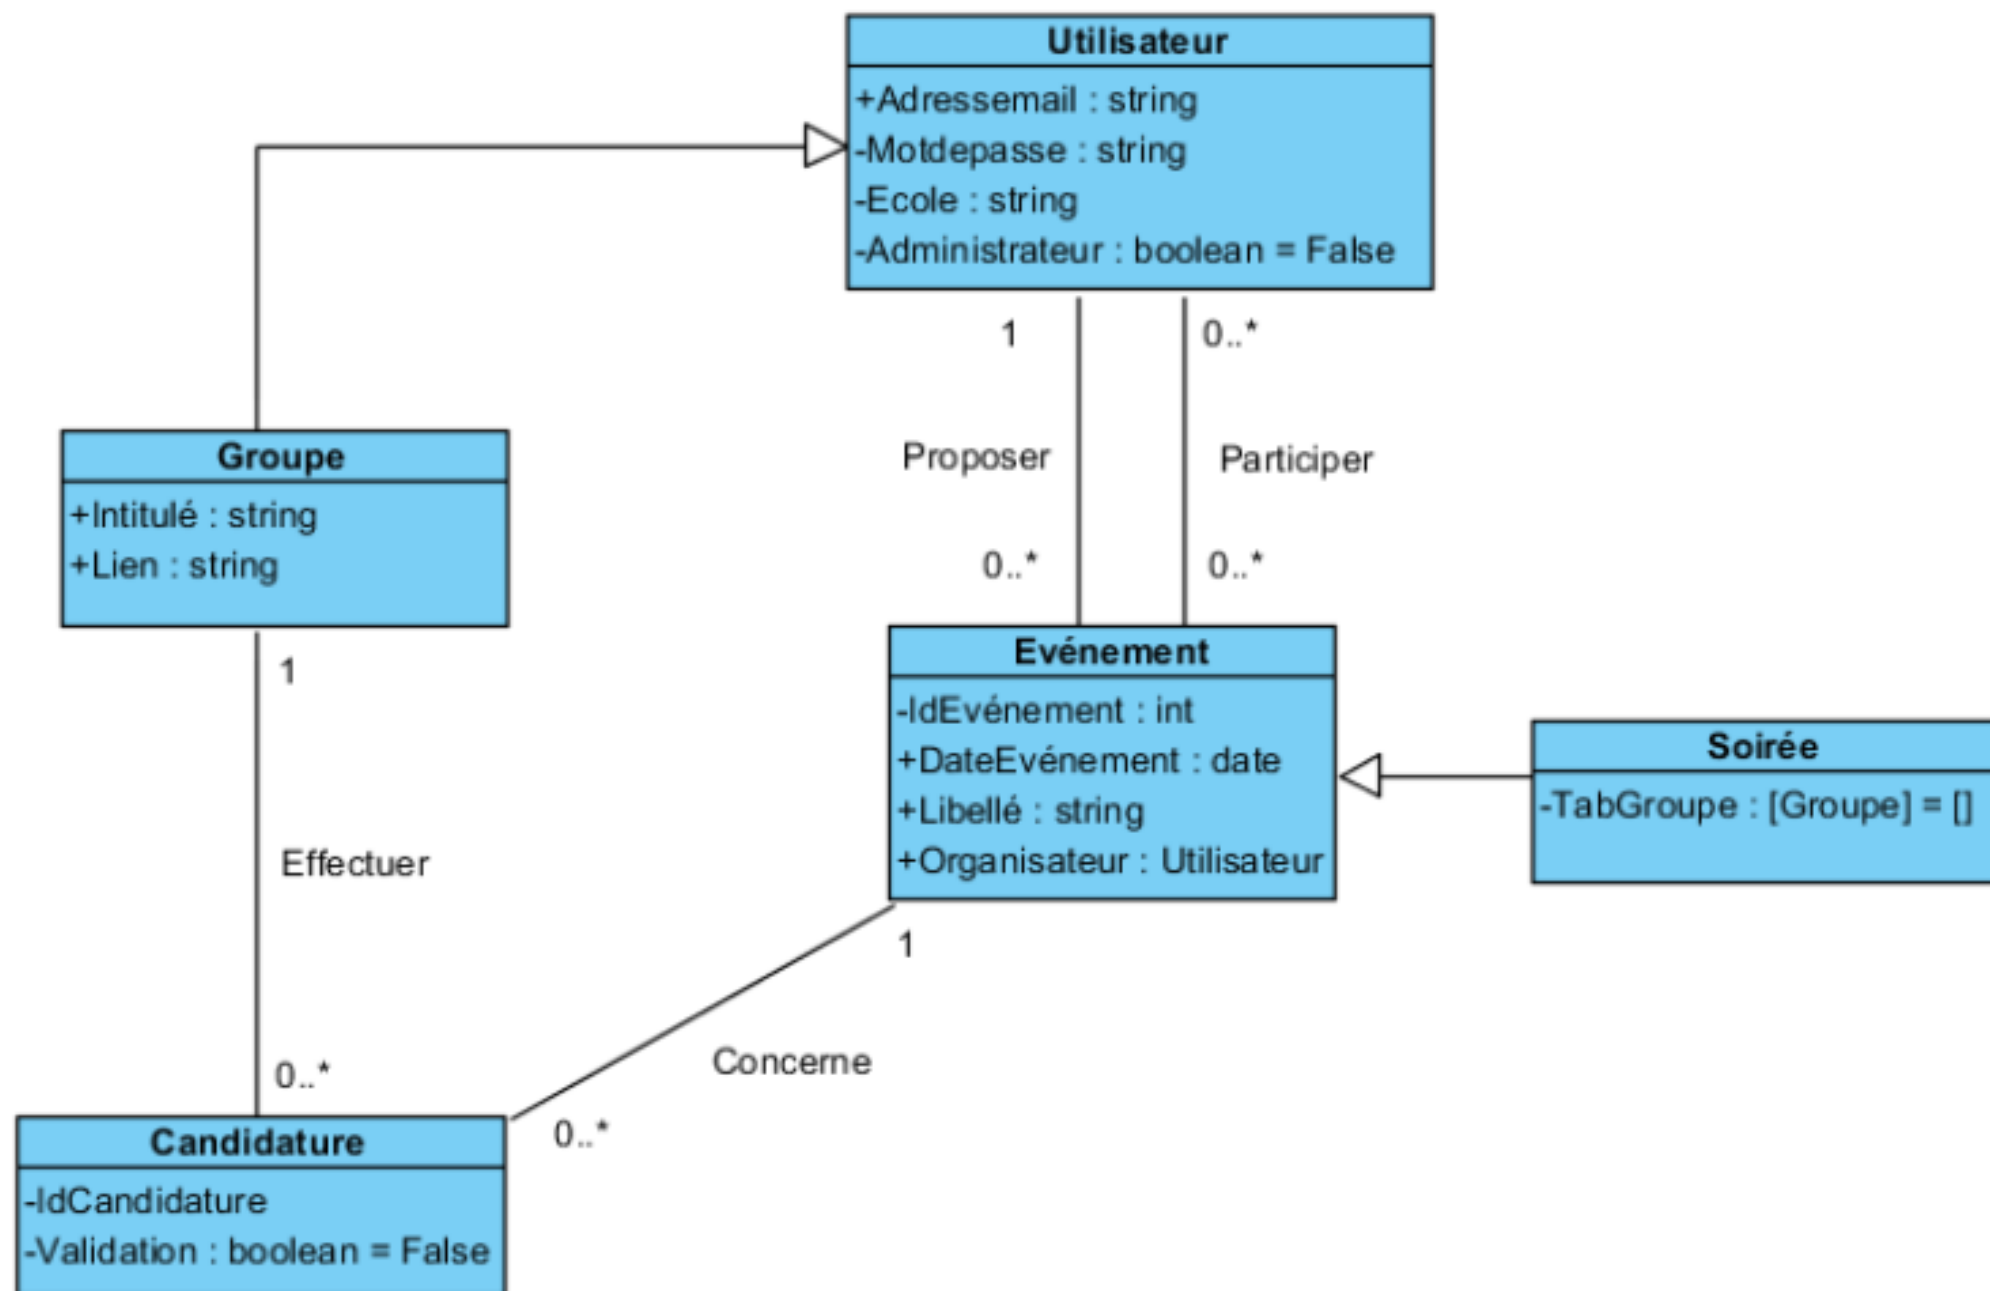 Utilisateur
+Adressemail : string
-Motdepasse : string
-Ecole : string
-Administrateur : boolean = False
1
0..*
Proposer
Participer
0..*
0..*
Groupe
+Intitulé : string
+Lien : string
1
Effectuer
0..*
Evénement
-IdEvénement : int
+DateEvénement : date
+Libellé : string
+Organisateur : Utilisateur
1
Concerne
0..*
Soirée
-TabGroupe : [Groupe] = []
Candidature
-IdCandidature
-Validation : boolean = False